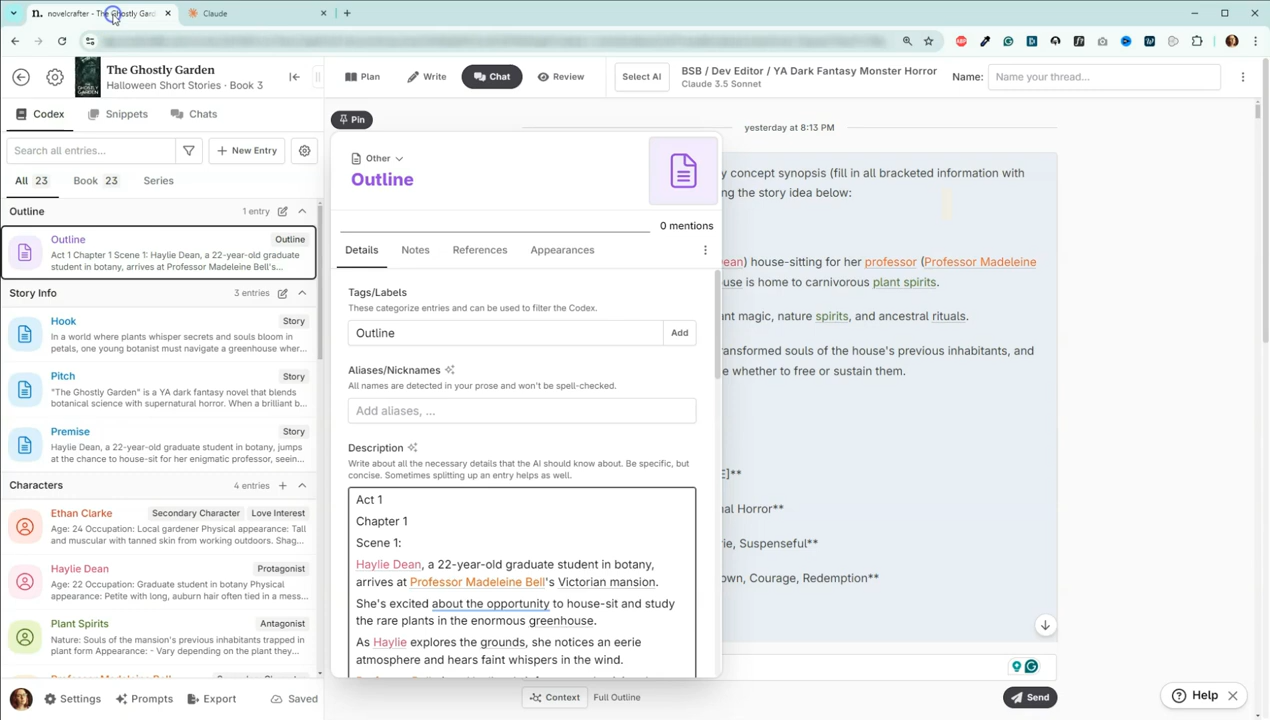 n. novelcrafter - The Ghostly Gard
Claude
The Ghostly Garden
Halloween Short Stories · Book 3
Plan
Write
Chat
Review
Select AI
BSB / Dev Editor / YA Dark Fantasy Monster Horror
Claude 3.5 Sonnet
Name:
Name your thread...
Codex
Snippets
Chats
Pin
yesterday at 8:13 PM
Search all entries...
New Entry
All 23
Book 23
Series
Outline
1 entry
Outline
Outline
Act 1 Chapter 1 Scene 1: Haylie Dean, a 22-year-old graduate
student in botany, arrives at Professor Madeleine Bell's...
Story Info
3 entries
Hook
Story
In a world where plants whisper secrets and souls bloom in
petals, one young botanist must navigate a greenhouse wher...
Pitch
Story
"The Ghostly Garden" is a YA dark fantasy novel that blends
botanical science with supernatural horror. When a brilliant b...
Premise
Story
Haylie Dean, a 22-year-old graduate student in botany, jumps
at the chance to house-sit for her enigmatic professor, seein...
Characters
4 entries
Ethan Clarke
Secondary Character
Love Interest
Age: 24 Occupation: Local gardener Physical appearance: Tall
and muscular with tanned skin from working outdoors. Shag...
Haylie Dean
Protagonist
Age: 22 Occupation: Graduate student in botany Physical
appearance: Petite with long, auburn hair often tied in a mess...
Plant Spirits
Antagonist
Nature: Souls of the mansion's previous inhabitants trapped in
plant form Appearance: - Vary depending on the plant they...
Settings
Prompts
Export
Saved
Other
Outline
0 mentions
Details
Notes
References
Appearances
Tags/Labels
These categorize entries and can be used to filter the Codex.
Outline
Add
Aliases/Nicknames
All names are detected in your prose and won't be spell-checked.
Add aliases, ...
Description
Write about all the necessary details that the AI should know about. Be specific, but
concise. Sometimes splitting up an entry helps as well.
Act 1
Chapter 1
Scene 1:
Haylie Dean, a 22-year-old graduate student in botany,
arrives at Professor Madeleine Bell's Victorian mansion.
She's excited about the opportunity to house-sit and study
the rare plants in the enormous greenhouse.
As Haylie explores the grounds, she notices an eerie
atmosphere and hears faint whispers in the wind.
y concept synopsis (fill in all bracketed information with
ng the story idea below:
ean) house-sitting for her professor (Professor Madeleine
use is home to carnivorous plant spirits.
ant magic, nature spirits, and ancestral rituals.
transformed souls of the house's previous inhabitants, and
e whether to free or sustain them.
E]**
nal Horror**
rie, Suspenseful**
own, Courage, Redemption**
Context
Full Outline
Send
Help